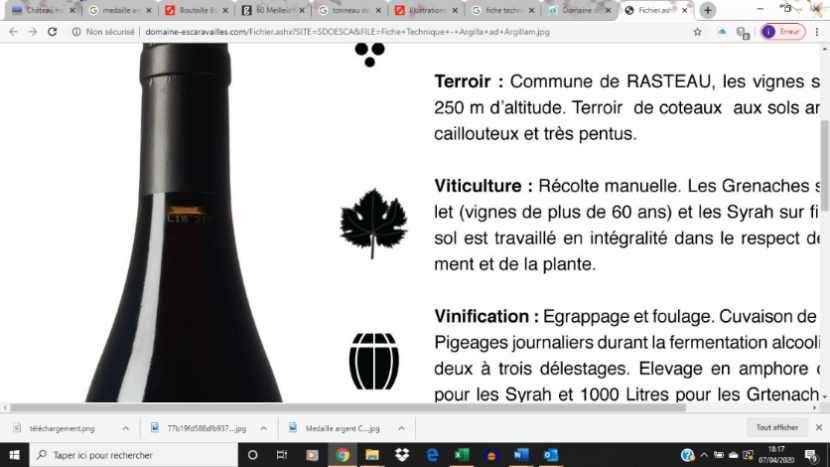 Château Ha
medaille a
Bouteille B
60 Meilleur
tonneau de
Illustration
fiche techni
Domaine d
Fichier.ash
Non sécurisé | domaine-escaravailles.com/Fichier.ashx?SITE=SDOESCA&FILE=Fiche+Technique+-+Argilla+ad+Argillam.jpg
Erreur
Terroir : Commune de RASTEAU, les vignes s
250 m d'altitude. Terroir de coteaux aux sols ar
caillouteux et très pentus.
Viticulture : Récolte manuelle. Les Grenaches s
let (vignes de plus de 60 ans) et les Syrah sur fi
sol est travaillé en intégralité dans le respect de
ment et de la plante.
Vinification : Egrappage et foulage. Cuvaison de
Pigeages journaliers durant la fermentation alcooli
deux à trois délestages. Elevage en amphore
pour les Syrah et 1000 Litres pour les Grtenach
téléchargement.png
77b19fd588dfb937...jpg
Medaille argent C...jpg
Tout afficher
Taper ici pour rechercher
18:17
07/04/2020